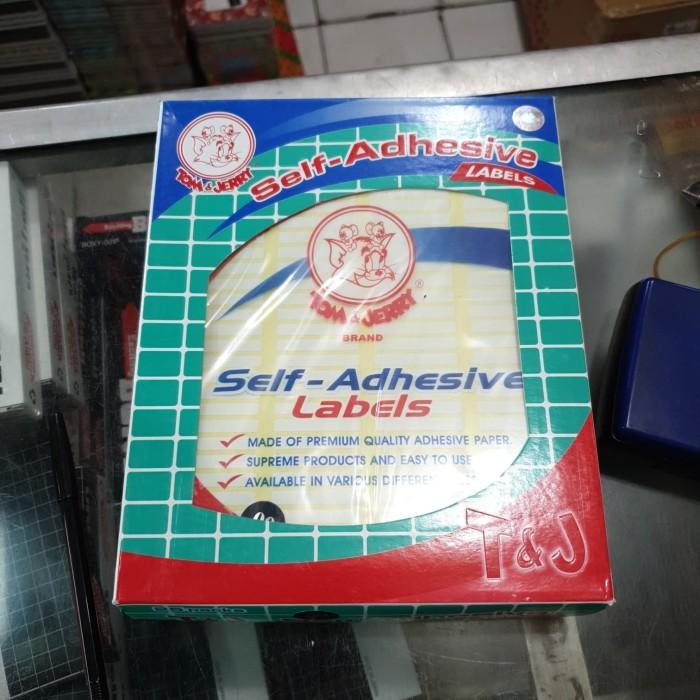 TOM & JERRY
Self-Adhesive
LABELS
TOM & JERRY
®
BRAND
Self-Adhesive
Labels
MADE OF PREMIUM QUALITY ADHESIVE PAPER.
SUPREME PRODUCTS AND EASY TO USE
AVAILABLE IN VARIOUS
T&J